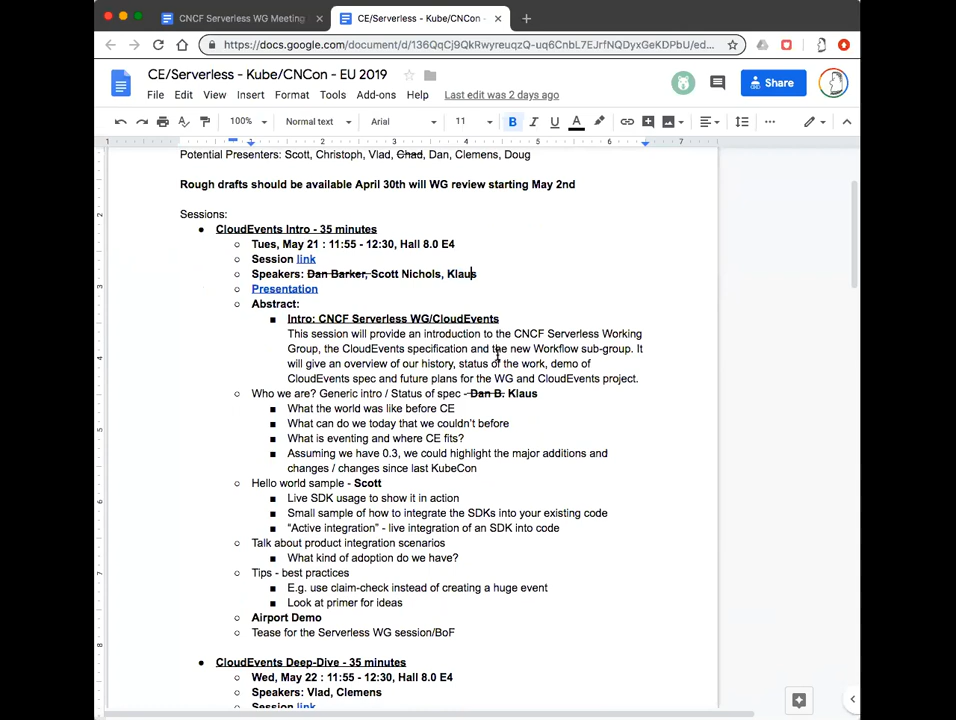 CNCF Serverless WG Meeting
CE/Serverless - Kube/CNCon -
https://docs.google.com/document/d/136QqCj9QkRwyreuqzQ-uq6CnbL7EJrfNQDyxGeKDPbU/ed...
CE/Serverless - Kube/CNCon - EU 2019
File Edit View Insert Format Tools Add-ons Help Last edit was 2 days ago
Share
100% Normal text Arial 11 B I U A
1 1 2 3 4 5 6 7
Potential Presenters: Scott, Christoph, Vlad, Chad, Dan, Clemens, Doug
Rough drafts should be available April 30th will WG review starting May 2nd
Sessions:
CloudEvents Intro - 35 minutes
Tues, May 21 : 11:55 - 12:30, Hall 8.0 E4
Session link
Speakers: Dan Barker, Scott Nichols, Klaus
Presentation
Abstract:
Intro: CNCF Serverless WG/CloudEvents
This session will provide an introduction to the CNCF Serverless Working
Group, the CloudEvents specification and the new Workflow sub-group. It
will give an overview of our history, status of the work, demo of
CloudEvents spec and future plans for the WG and CloudEvents project.
Who we are? Generic intro / Status of spec - Dan B. Klaus
What the world was like before CE
What can do we today that we couldn't before
What is eventing and where CE fits?
Assuming we have 0.3, we could highlight the major additions and
changes / changes since last KubeCon
Hello world sample - Scott
Live SDK usage to show it in action
Small sample of how to integrate the SDKs into your existing code
"Active integration" - live integration of an SDK into code
Talk about product integration scenarios
What kind of adoption do we have?
Tips - best practices
E.g. use claim-check instead of creating a huge event
Look at primer for ideas
Airport Demo
Tease for the Serverless WG session/BoF
CloudEvents Deep-Dive - 35 minutes
Wed, May 22 : 11:55 - 12:30, Hall 8.0 E4
Speakers: Vlad, Clemens
Session link